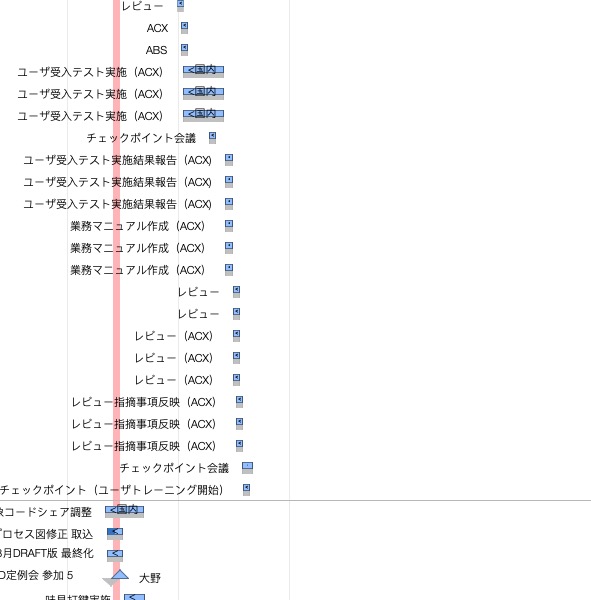 レビュー
ACX
ABS
ユーザ受入テスト実施（ACX） <国内
ユーザ受入テスト実施（ACX） <国内
ユーザ受入テスト実施（ACX） <国内
チェックポイント会議
ユーザ受入テスト実施結果報告（ACX）
ユーザ受入テスト実施結果報告（ACX）
ユーザ受入テスト実施結果報告（ACX）
業務マニュアル作成（ACX）
業務マニュアル作成（ACX）
業務マニュアル作成（ACX）
レビュー
レビュー
レビュー（ACX）
レビュー（ACX）
レビュー（ACX）
レビュー指摘事項反映（ACX）
レビュー指摘事項反映（ACX）
レビュー指摘事項反映（ACX）
チェックポイント会議
チェックポイント（ユーザトレーニング開始）
コードシェア調整 <国内
プロセス図修正 取込 <
3月DRAFT版 最終化 <
D定例会 参加 5 大野